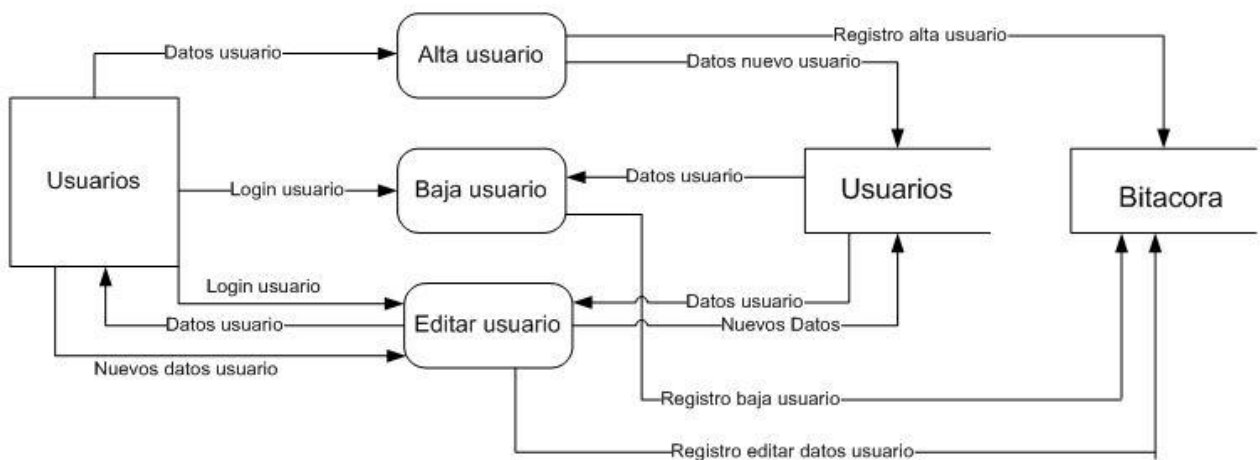 Registro alta usuario
Datos usuario
Alta usuario
Datos nuevo usuario
Usuarios
Login usuario
Baja usuario
Datos usuario
Usuarios
Bitacora
Login usuario
Datos usuario
Datos usuario
Editar usuario
Nuevos Datos
Nuevos datos usuario
Registro baja usuario
Registro editar datos usuario